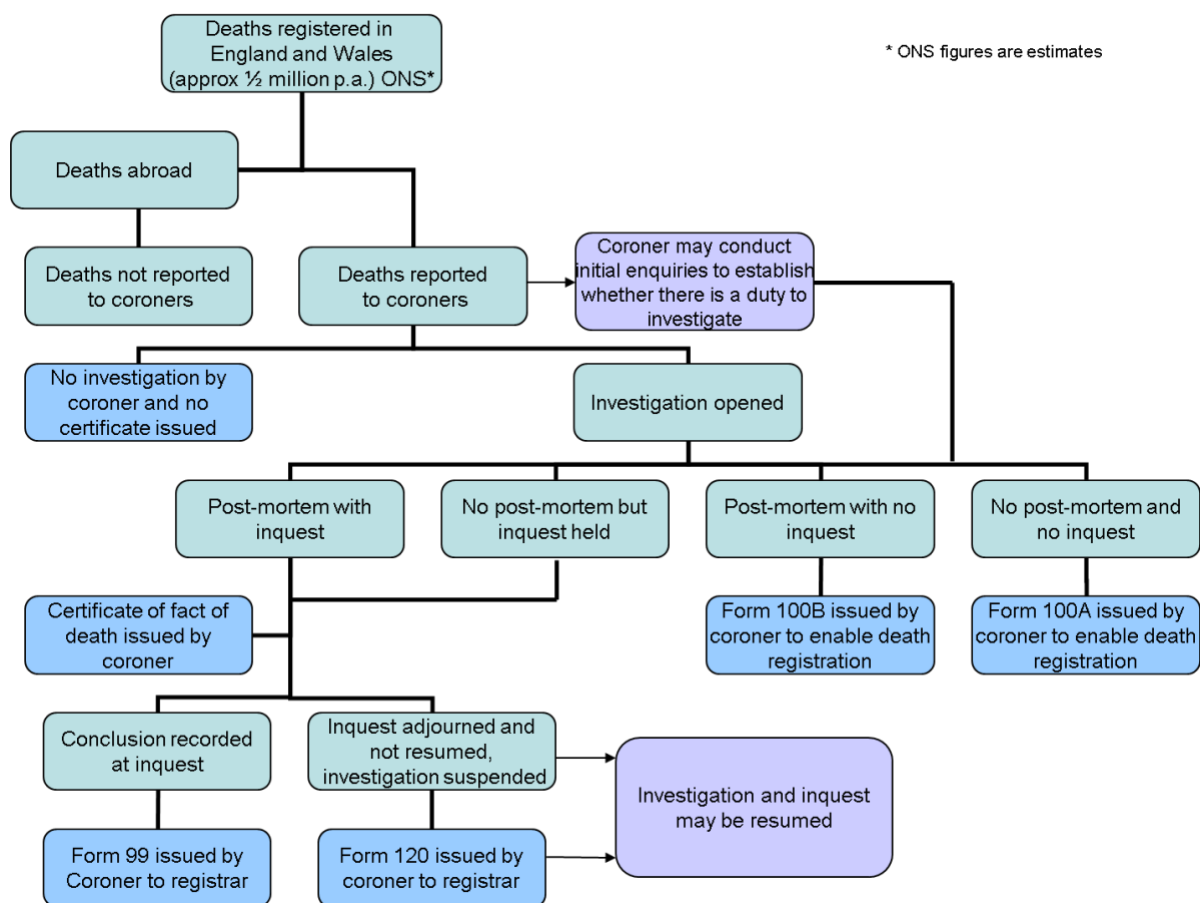 Deaths registered in
England and Wales
(approx ½ million p.a.) ONS*
* ONS figures are estimates
Deaths abroad
Deaths not reported
to coroners
Deaths reported
to coroners
Coroner may conduct
initial enquiries to establish
whether there is a duty to
investigate
No investigation by
coroner and no
certificate issued
Investigation opened
Post-mortem with
inquest
No post-mortem but
inquest held
Post-mortem with no
inquest
No post-mortem and
no inquest
Certificate of fact of
death issued by
coroner
Form 100B issued by
coroner to enable death
registration
Form 100A issued by
coroner to enable death
registration
Conclusion recorded
at inquest
Inquest adjourned and
not resumed,
investigation suspended
Investigation and inquest
may be resumed
Form 99 issued by
Coroner to registrar
Form 120 issued by
coroner to registrar